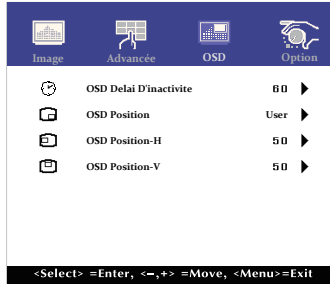 Image Advancée OSD Option
OSD Delai D'inactivite 60
OSD Position User
OSD Position-H 50
OSD Position-V 50
<Select> =Enter, <–,+> =Move, <Menu>=Exit